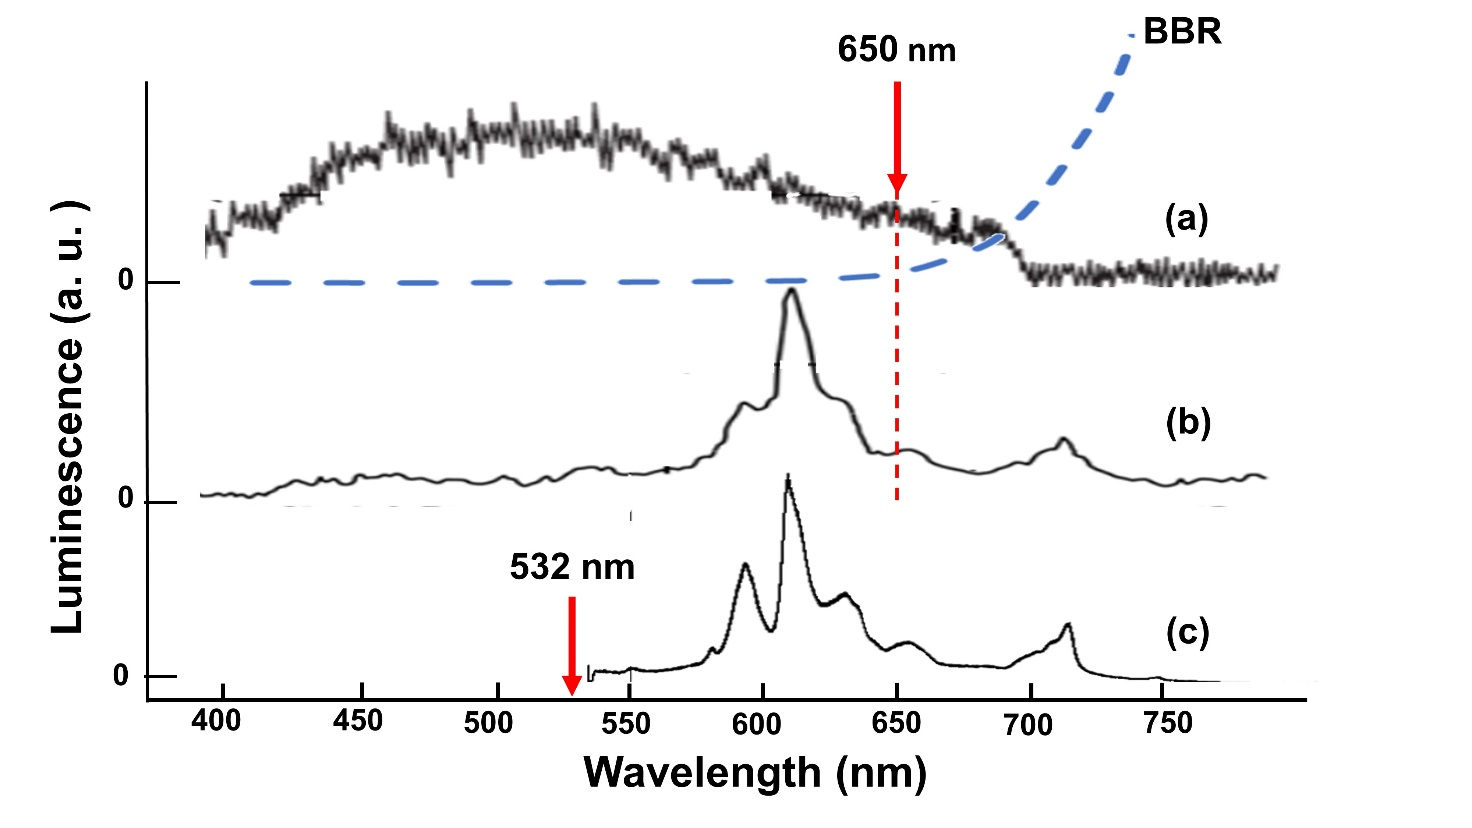 BBR
650 nm
(a)
0
(b)
0
532 nm
(c)
0
Luminescence (a. u. )
400 450 500 550 600 650 700 750
Wavelength (nm)